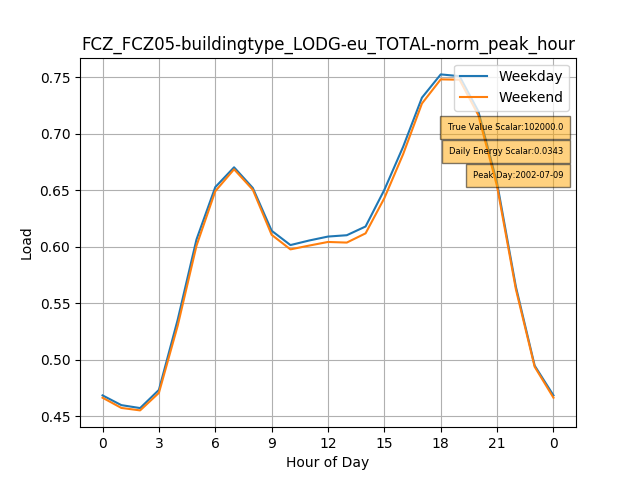 FCZ_FCZ05-buildingtype_LODG-eu_TOTAL-norm_peak_hour
Weekday
Weekend
True Value Scalar:102000.0
Daily Energy Scalar:0.0343
Peak Day:2002-07-09
0.75
0.70
0.65
0.60
0.55
0.50
0.45
Load
0 3 6 9 12 15 18 21 0
Hour of Day